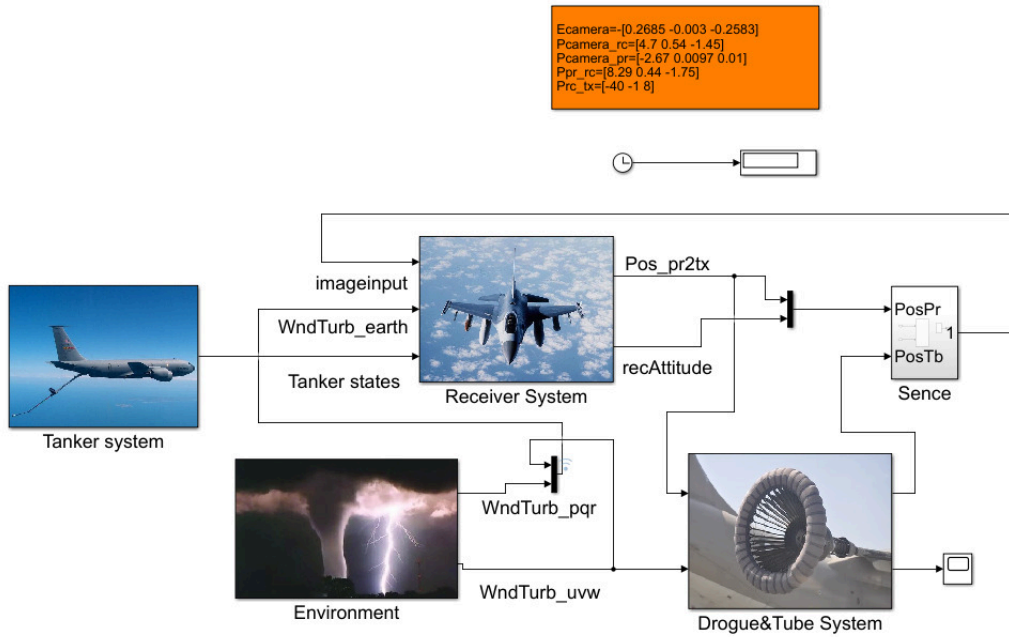 Ecamera=-[0.2685 -0.003 -0.2583]
Pcamera_rc=[4.7 0.54 -1.45]
Pcamera_pr=[-2.67 0.0097 0.01]
Ppr_rc=[8.29 0.44 -1.75]
Prc_tx=[-40 -1 8]
imageinput
Pos_pr2tx
WndTurb_earth
PosPr
1
PosTb
Tanker states
recAttitude
Receiver System
Sence
Tanker system
WndTurb_pqr
WndTurb_uvw
Environment
Drogue&Tube System